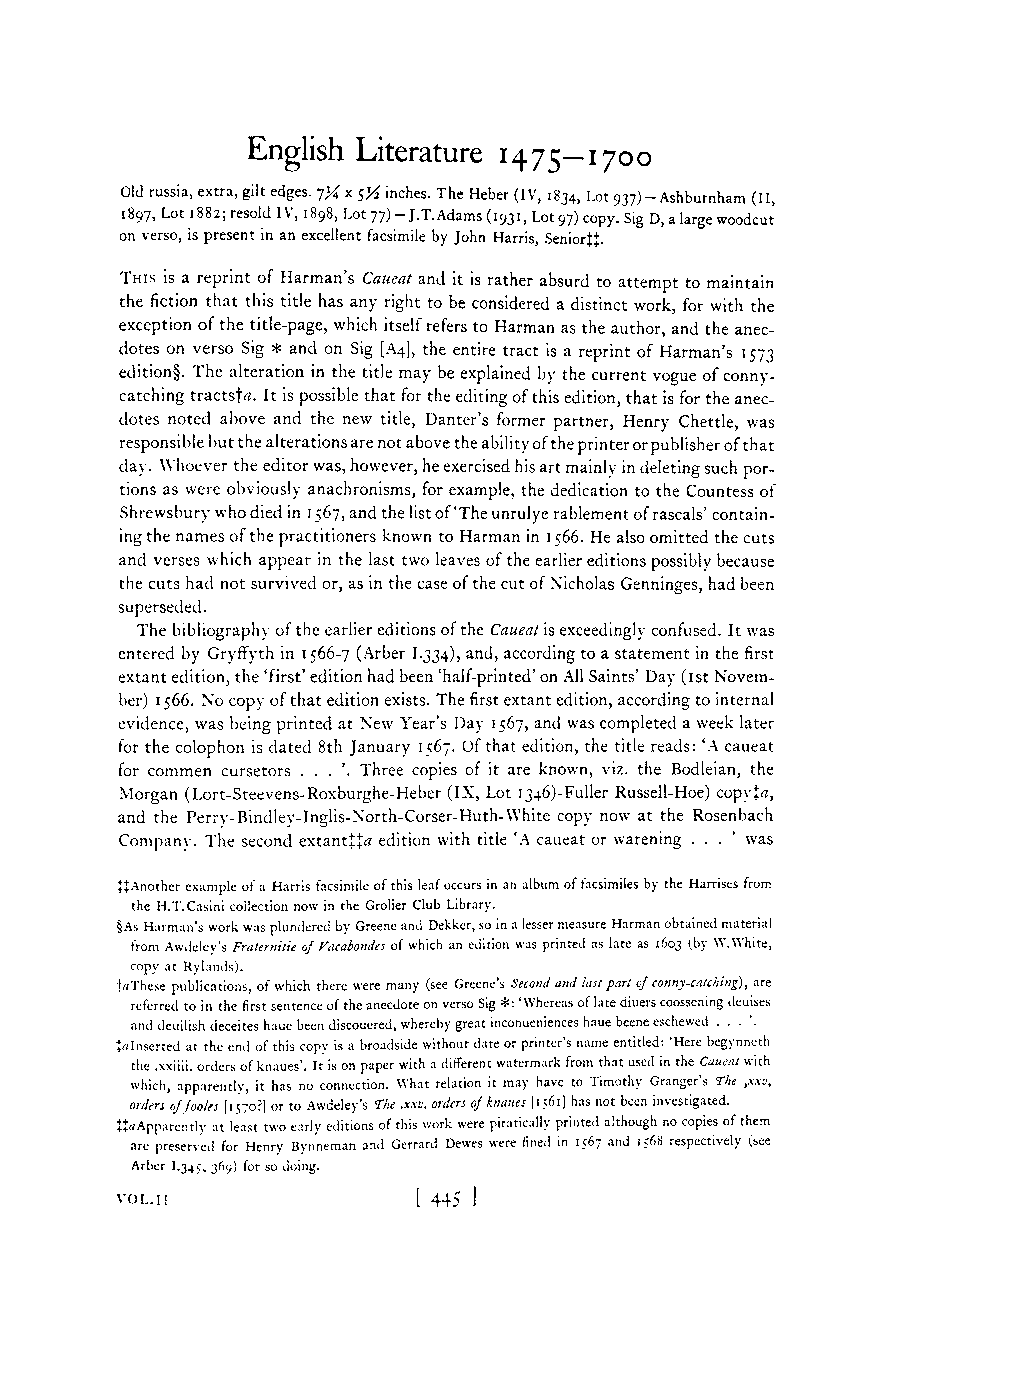 English Literature 1475—1700
Old russia, extra, gilt edges. 7¼ x 5½ inches. The Heber (IV, 1834, Lot 937)—Ashburnham (II,
1897, Lot 1882; resold IV, 1898, Lot 77)—J.T.Adams (1931, Lot 97) copy. Sig D, a large woodcut
on verso, is present in an excellent facsimile by John Harris, Senior‡‡.
THIS is a reprint of Harman's Caueat and it is rather absurd to attempt to maintain
the fiction that this title has any right to be considered a distinct work, for with the
exception of the title-page, which itself refers to Harman as the author, and the anec-
dotes on verso Sig * and on Sig [A4], the entire tract is a reprint of Harman's 1573
edition§. The alteration in the title may be explained by the current vogue of conny-
catching tracts†a. It is possible that for the editing of this edition, that is for the anec-
dotes noted above and the new title, Danter's former partner, Henry Chettle, was
responsible but the alterations are not above the ability of the printer or publisher of that
day. Whoever the editor was, however, he exercised his art mainly in deleting such por-
tions as were obviously anachronisms, for example, the dedication to the Countess of
Shrewsbury who died in 1567, and the list of 'The unrulye rablement of rascals' contain-
ing the names of the practitioners known to Harman in 1566. He also omitted the cuts
and verses which appear in the last two leaves of the earlier editions possibly because
the cuts had not survived or, as in the case of the cut of Nicholas Genninges, had been
superseded.
The bibliography of the earlier editions of the Caueat is exceedingly confused. It was
entered by Gryffyth in 1566-7 (Arber I.334), and, according to a statement in the first
extant edition, the 'first' edition had been 'half-printed' on All Saints' Day (1st Novem-
ber) 1566. No copy of that edition exists. The first extant edition, according to internal
evidence, was being printed at New Year's Day 1567, and was completed a week later
for the colophon is dated 8th January 1567. Of that edition, the title reads: 'A caueat
for commen cursetors . . . '. Three copies of it are known, viz. the Bodleian, the
Morgan (Lort-Steevens-Roxburghe-Heber (IX, Lot 1346)-Fuller Russell-Hoe) copy‡a,
and the Perry-Bindley-Inglis-North-Corser-Huth-White copy now at the Rosenbach
Company. The second extant‡‡a edition with title 'A caueat or warening . . . ' was
‡‡Another example of a Harris facsimile of this leaf occurs in an album of facsimiles by the Harrises from
the H.T.Casini collection now in the Grolier Club Library.
§As Harman's work was plundered by Greene and Dekker, so in a lesser measure Harman obtained material
from Awdeley's Fraternitie of Vacabondes of which an edition was printed as late as 1603 (by W.White,
copy at Rylands).
†aThese publications, of which there were many (see Greene's Second and last part of conny-catching), are
referred to in the first sentence of the anecdote on verso Sig *: 'Whereas of late diuers coossening deuises
and deuilish deceites haue been discouered, whereby great inconueniences haue beene eschewed . . . '.
‡aInserted at the end of this copy is a broadside without date or printer's name entitled: 'Here begynneth
the .xxiiii. orders of knaues'. It is on paper with a different watermark from that used in the Caueat with
which, apparently, it has no connection. What relation it may have to Timothy Granger's The ,xxv,
orders of fooles [1570?] or to Awdeley's The .xxv. orders of knaues [1561] has not been investigated.
‡‡aApparently at least two early editions of this work were piratically printed although no copies of them
are preserved for Henry Bynneman and Gerrard Dewes were fined in 1567 and 1568 respectively (see
Arber I.345, 369) for so doing.
VOL.II [ 445 ]